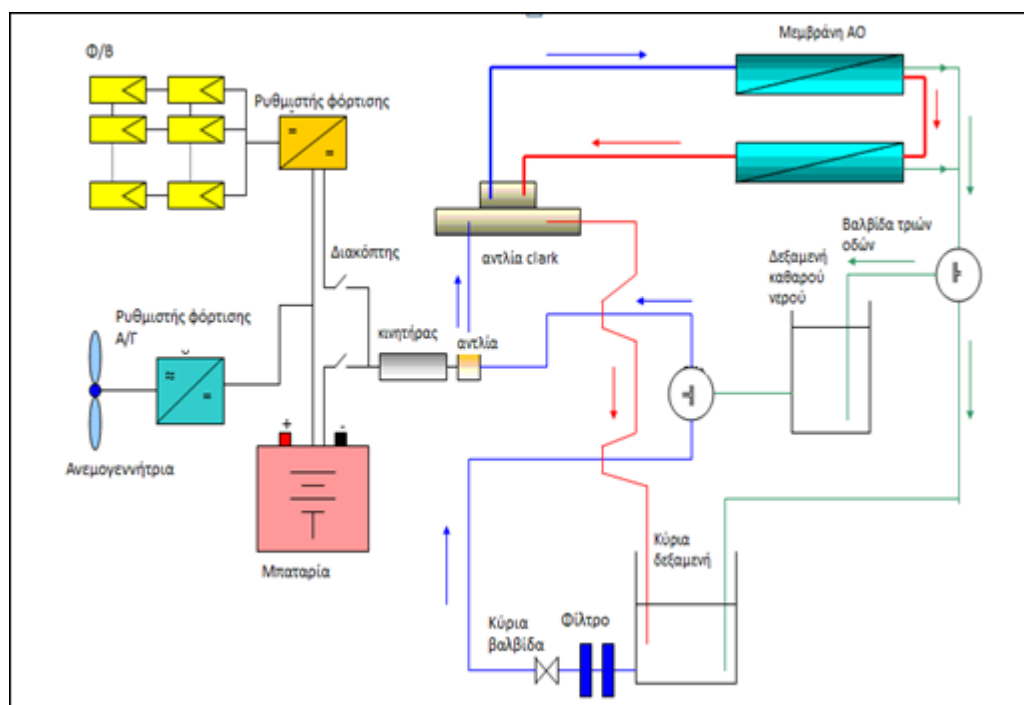 Μεμβράνη ΑΟ
Φ/Β
Ρυθμιστής φόρτισης
=
=
Βαλβίδα τριών
οδών
Διακόπτης
αντλία clark
Δεξαμενή
καθαρού
νερού
Ρυθμιστής φόρτισης
Α/Γ
κινητήρας
αντλία
≈
=
+
-
Ανεμογεννήτρια
Μπαταρία
Κύρια
δεξαμενή
Κύρια
βαλβίδα
Φίλτρο